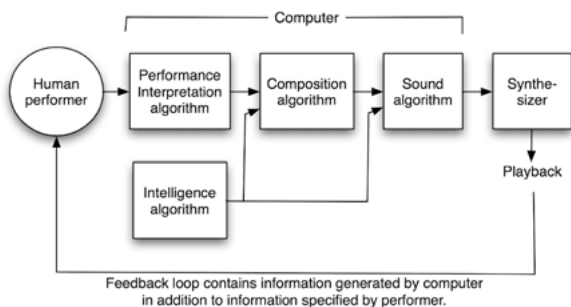 Computer
Human
performer
Performance
Interpretation
algorithm
Composition
algorithm
Sound
algorithm
Synthe-
sizer
Intelligence
algorithm
Playback
Feedback loop contains information generated by computer
in addition to information specified by performer.